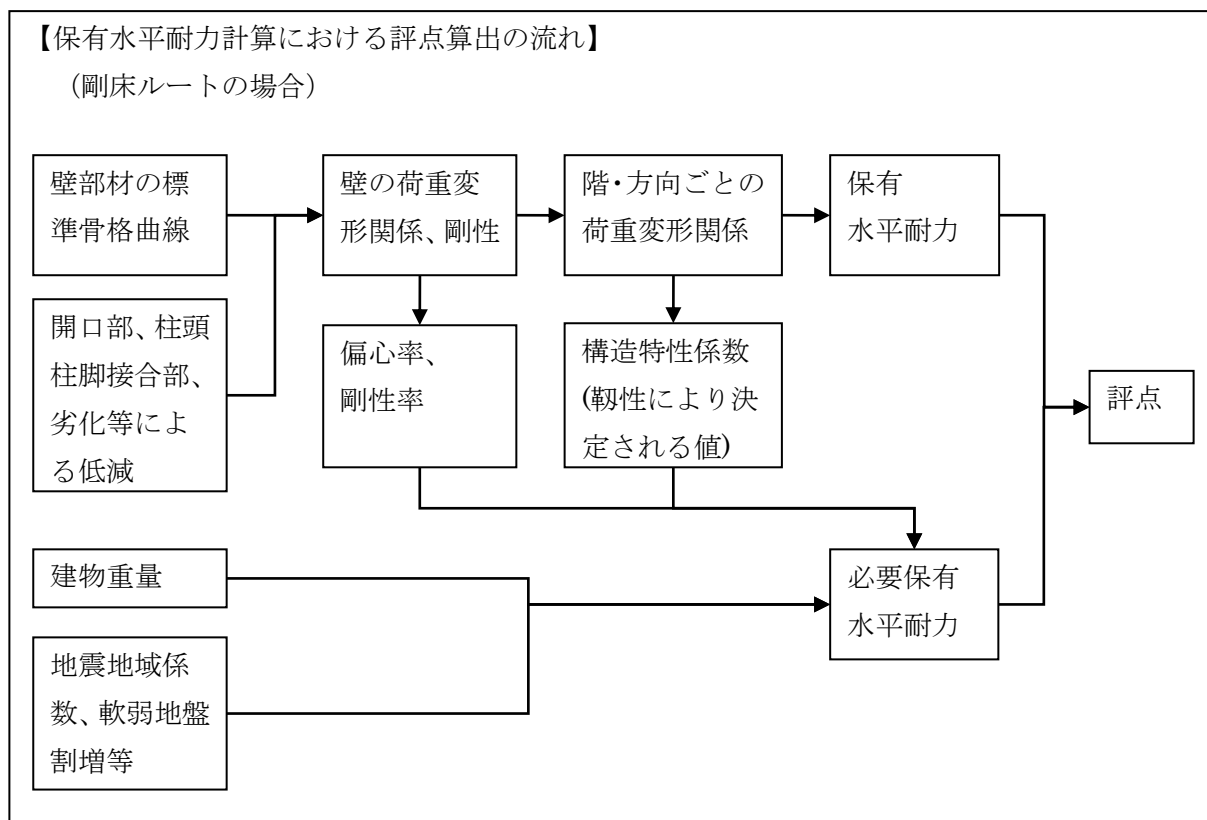 【保有水平耐力計算における評点算出の流れ】
(剛床ルートの場合)
壁部材の標
準骨格曲線
開口部、柱頭
柱脚接合部、
劣化等によ
る低減
壁の荷重変
形関係、剛性
偏心率、
剛性率
階・方向ごとの
荷重変形関係
構造特性係数
(靱性により決
定される値)
保有
水平耐力
評点
建物重量
地震地域係
数、軟弱地盤
割増等
必要保有
水平耐力